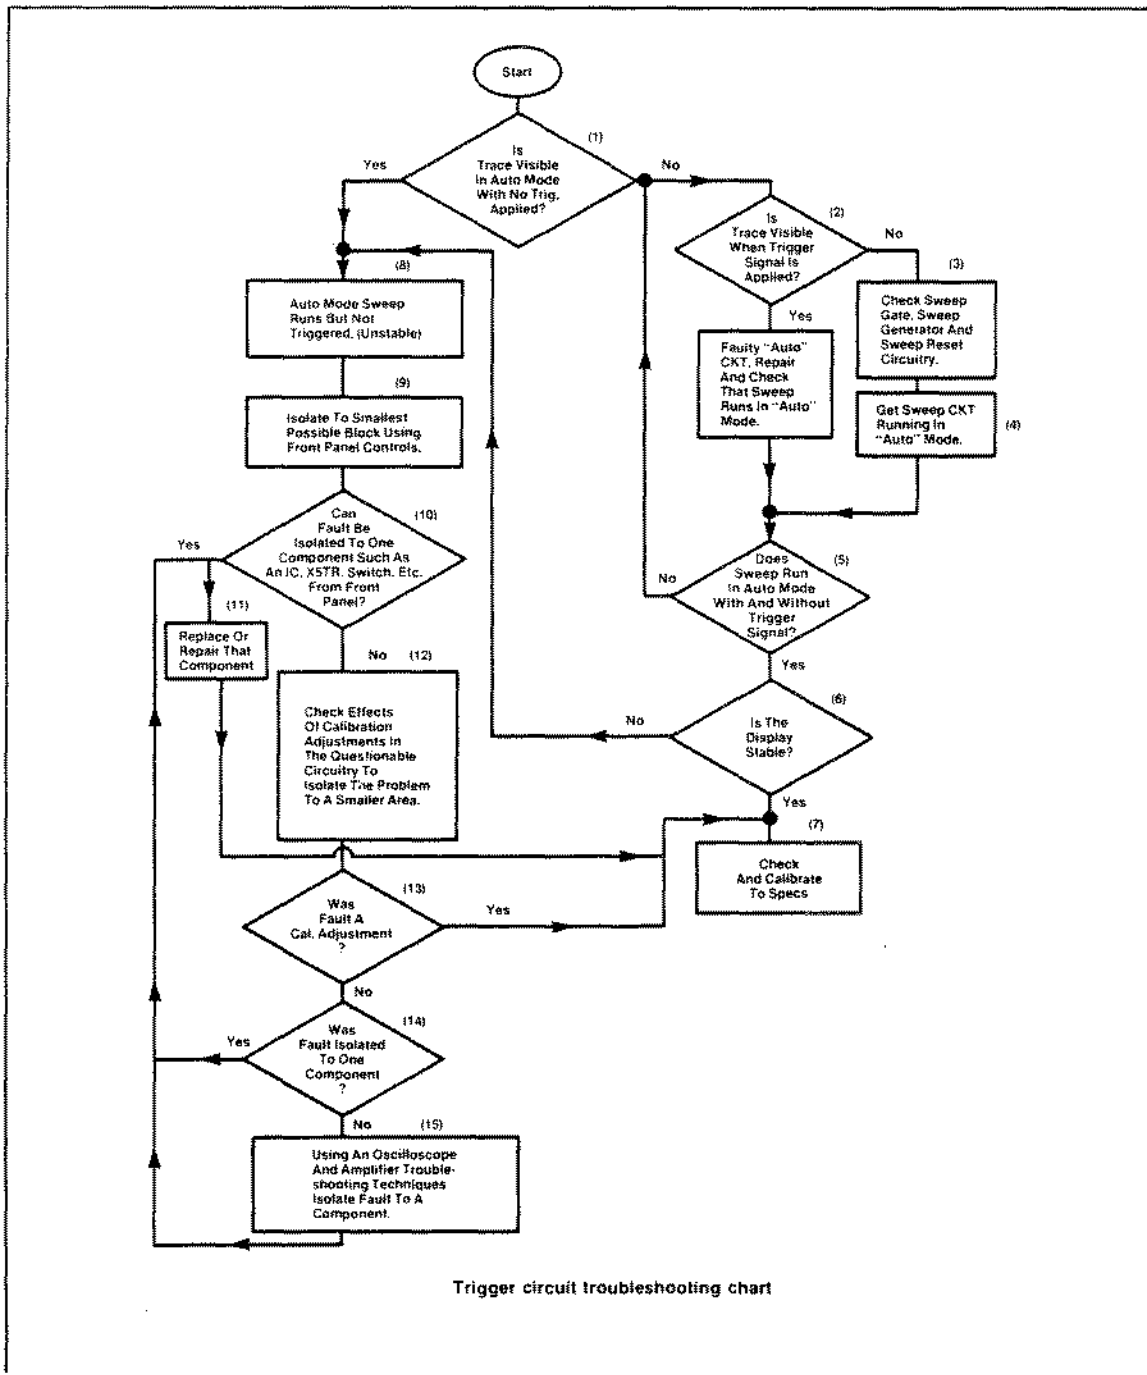 Start
(1)
Is
Trace Visible
In Auto Mode
With No Trig.
Applied?
Yes
No
(2)
Is
Trace Visible
When Trigger
Signal Is
Applied?
No
Yes
(3)
Check Sweep
Gate, Sweep
Generator And
Sweep Reset
Circuitry.
Faulty "Auto"
CKT, Repair
And Check
That Sweep
Runs In "Auto"
Mode.
Get Sweep CKT
Running In
"Auto" Mode.
(4)
(5)
Does
Sweep Run
In Auto Mode
With And Without
Trigger
Signal?
No
Yes
(6)
Is The
Display
Stable?
No
Yes
(7)
Check
And Calibrate
To Specs
(8)
Auto Mode Sweep
Runs But Not
Triggered, (Unstable)
(9)
Isolate To Smallest
Possible Block Using
Front Panel Controls.
(10)
Can
Fault Be
Isolated To One
Component Such As
An IC, XSTR, Switch, Etc.
From Front
Panel?
Yes
(11)
Replace Or
Repair That
Component
No
(12)
Check Effects
Of Calibration
Adjustments In
The Questionable
Circuitry To
Isolate The Problem
To A Smaller Area.
(13)
Was
Fault A
Cal. Adjustment
?
Yes
No
(14)
Was
Fault Isolated
To One
Component
?
Yes
No
(15)
Using An Oscilloscope
And Amplifier Trouble-
shooting Techniques
Isolate Fault To A
Component.
Trigger circuit troubleshooting chart